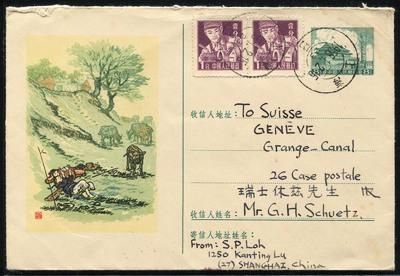 收信人地址:
To Suisse
GENÈVE
Grange-Canal
26 Case postale
瑞士休茲先生 收
收信人姓名:
Mr. G. H. Schuetz.
寄信人地址姓名:
From: S. P. Loh
1250 Kanting Lu
(27) SHANGHAI, China